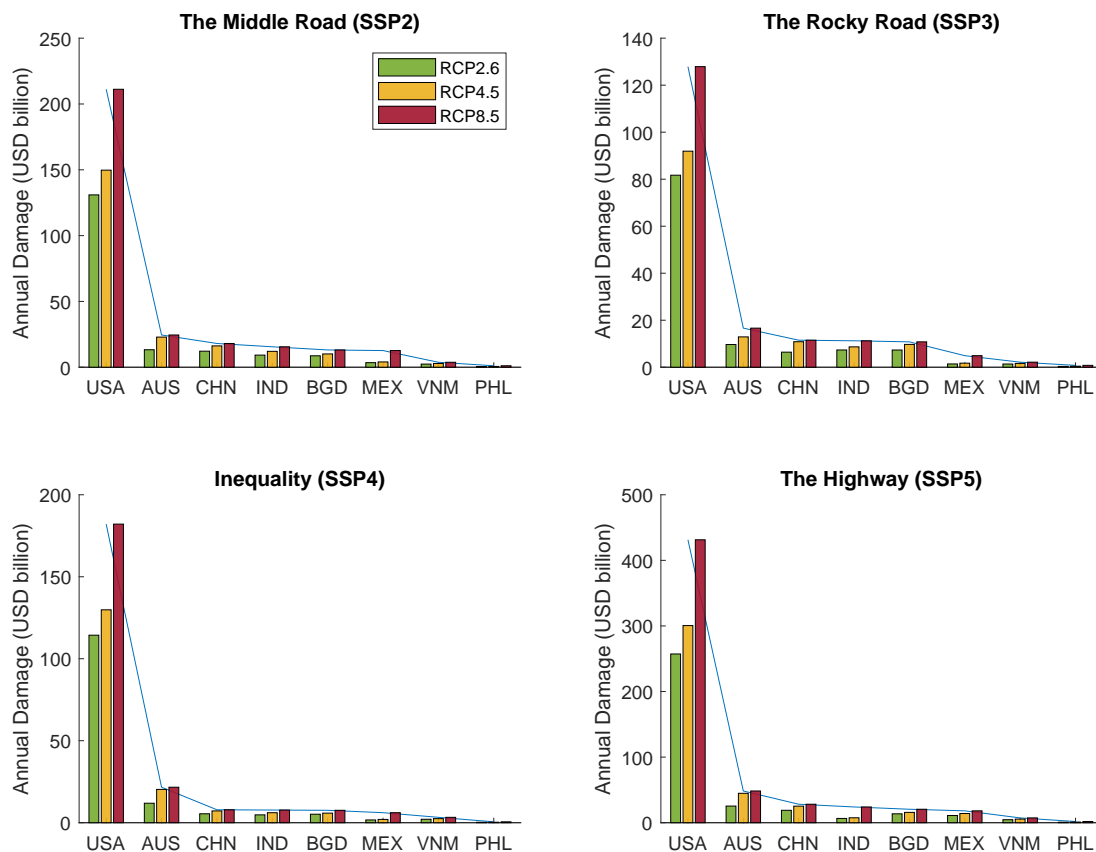 The Middle Road (SSP2)
250
200
150
100
50
0
Annual Damage (USD billion)
RCP2.6
RCP4.5
RCP8.5
USA AUS CHN IND BGD MEX VNM PHL
The Rocky Road (SSP3)
140
120
100
80
60
40
20
0
Annual Damage (USD billion)
USA AUS CHN IND BGD MEX VNM PHL
Inequality (SSP4)
200
150
100
50
0
Annual Damage (USD billion)
USA AUS CHN IND BGD MEX VNM PHL
The Highway (SSP5)
500
400
300
200
100
0
Annual Damage (USD billion)
USA AUS CHN IND BGD MEX VNM PHL